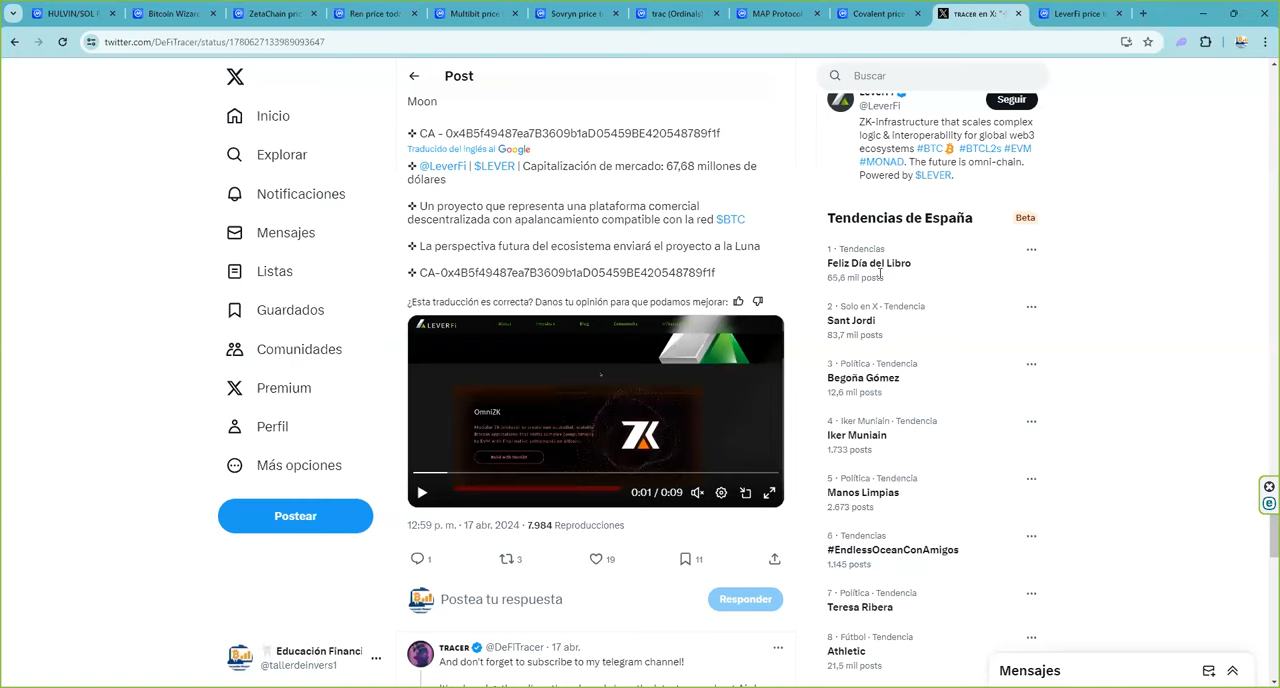 HULVIN/SOL P
Bitcoin Wizar
ZetaChain pric
Ren price toda
Multibit price
Sovryn price t
trac (Ordinals)
MAP Protocol
Covalent price
TRACER en X: "
LeverFi price t
twitter.com/DeFiTracer/status/1780627133989093647
Inicio
Explorar
Notificaciones
Mensajes
Listas
Guardados
Comunidades
Premium
Perfil
Más opciones
Postear
Educación Financi
@tallerdeinvers1
Post
Moon
CA - 0x4B5f49487ea7B3609b1aD05459BE420548789f1f
Traducido del inglés al Google
@LeverFi | $LEVER | Capitalización de mercado: 67,68 millones de
dólares
Un proyecto que representa una plataforma comercial
descentralizada con apalancamiento compatible con la red $BTC
La perspectiva futura del ecosistema enviará el proyecto a la Luna
CA-0x4B5f49487ea7B3609b1aD05459BE420548789f1f
¿Esta traducción es correcta? Danos tu opinión para que podamos mejorar:
LEVERFi
About Blog Community
OmniZK
Build with OmniZK
ZK
0:01 / 0:09
12:59 p. m. · 17 abr. 2024 · 7.984 Reproducciones
1 3 19 11
Postea tu respuesta
Responder
TRACER @DeFiTracer · 17 abr.
And don't forget to subscribe to my telegram channel!
Buscar
LeverFi
@LeverFi
Seguir
ZK-Infrastructure that scales complex
logic & interoperability for global web3
ecosystems #BTC #BTCL2s #EVM
#MONAD. The future is omni-chain.
Powered by $LEVER.
Tendencias de España
Beta
1 · Tendencias
Feliz Día del Libro
65,6 mil posts
2 · Solo en X · Tendencia
Sant Jordi
83,7 mil posts
3 · Política · Tendencia
Begoña Gómez
12,6 mil posts
4 · Iker Muniain · Tendencia
Iker Muniain
1.733 posts
5 · Política · Tendencia
Manos Limpias
2.673 posts
6 · Tendencias
#EndlessOceanConAmigos
1.145 posts
7 · Política · Tendencia
Teresa Ribera
8 · Fútbol · Tendencia
Athletic
21,5 mil posts
Mensajes